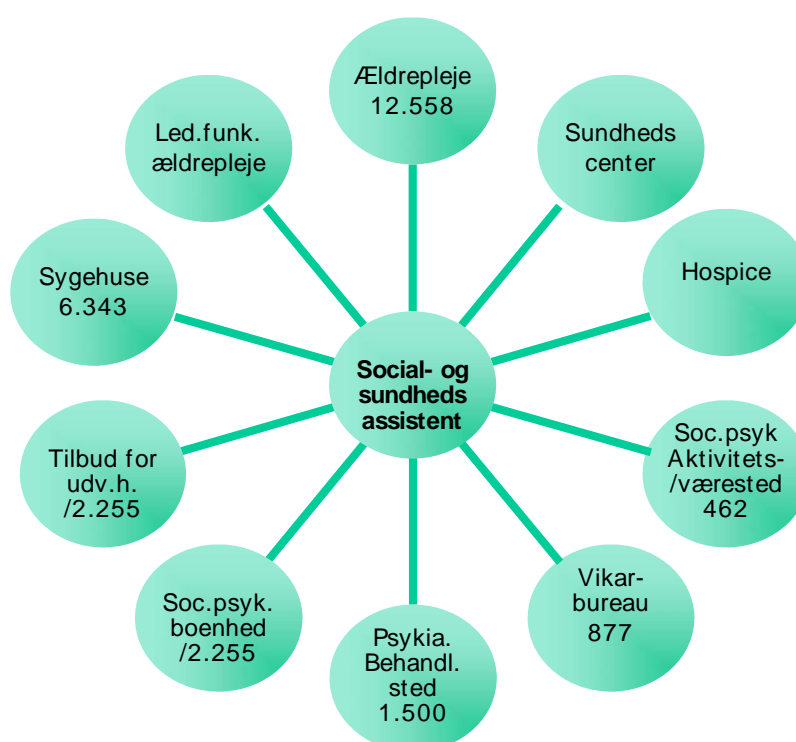 Ældrepleje
12.558
Sundheds
center
Hospice
Soc.psyk
Aktivitets-
/værested
462
Vikar-
bureau
877
Psykia.
Behandl.
sted
1.500
Soc.psyk.
boenhed
/2.255
Tilbud for
udv.h.
/2.255
Sygehuse
6.343
Led.funk.
ældrepleje
Social- og
sundheds
assistent